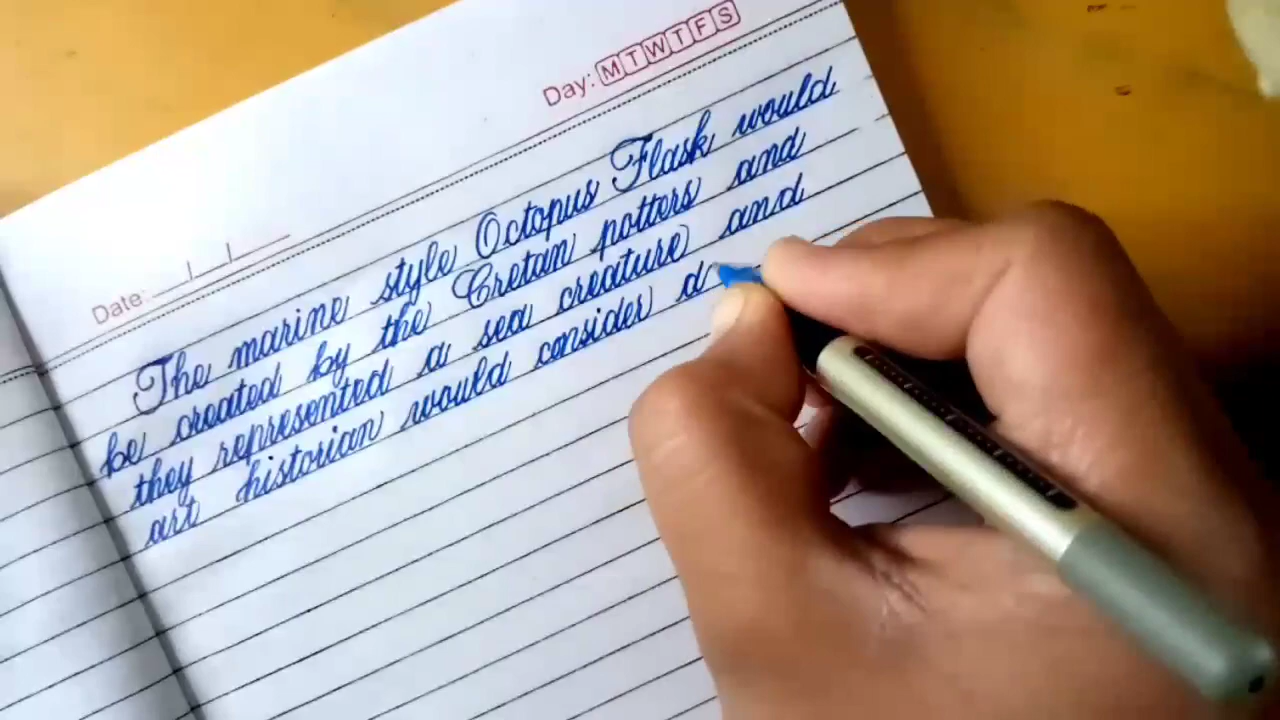 Day: M T W T F S
Date:
The marine style Octopus Flask would
be created by the Cretan potters and
they represented a sea creature and
art historian would consider d